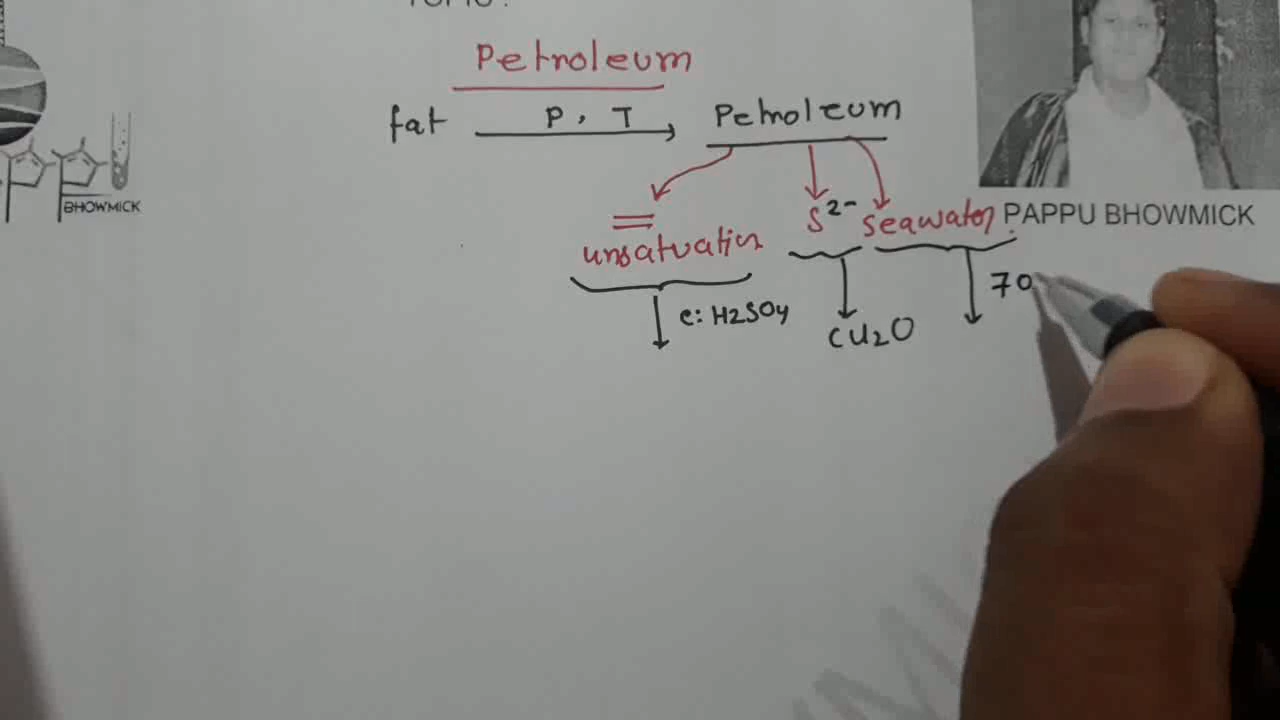 Petroleum
fat P, T Petroleum
BHOWMICK
unsatuation S2- seawater PAPPU BHOWMICK
C: H2SO4 Cu2O 70